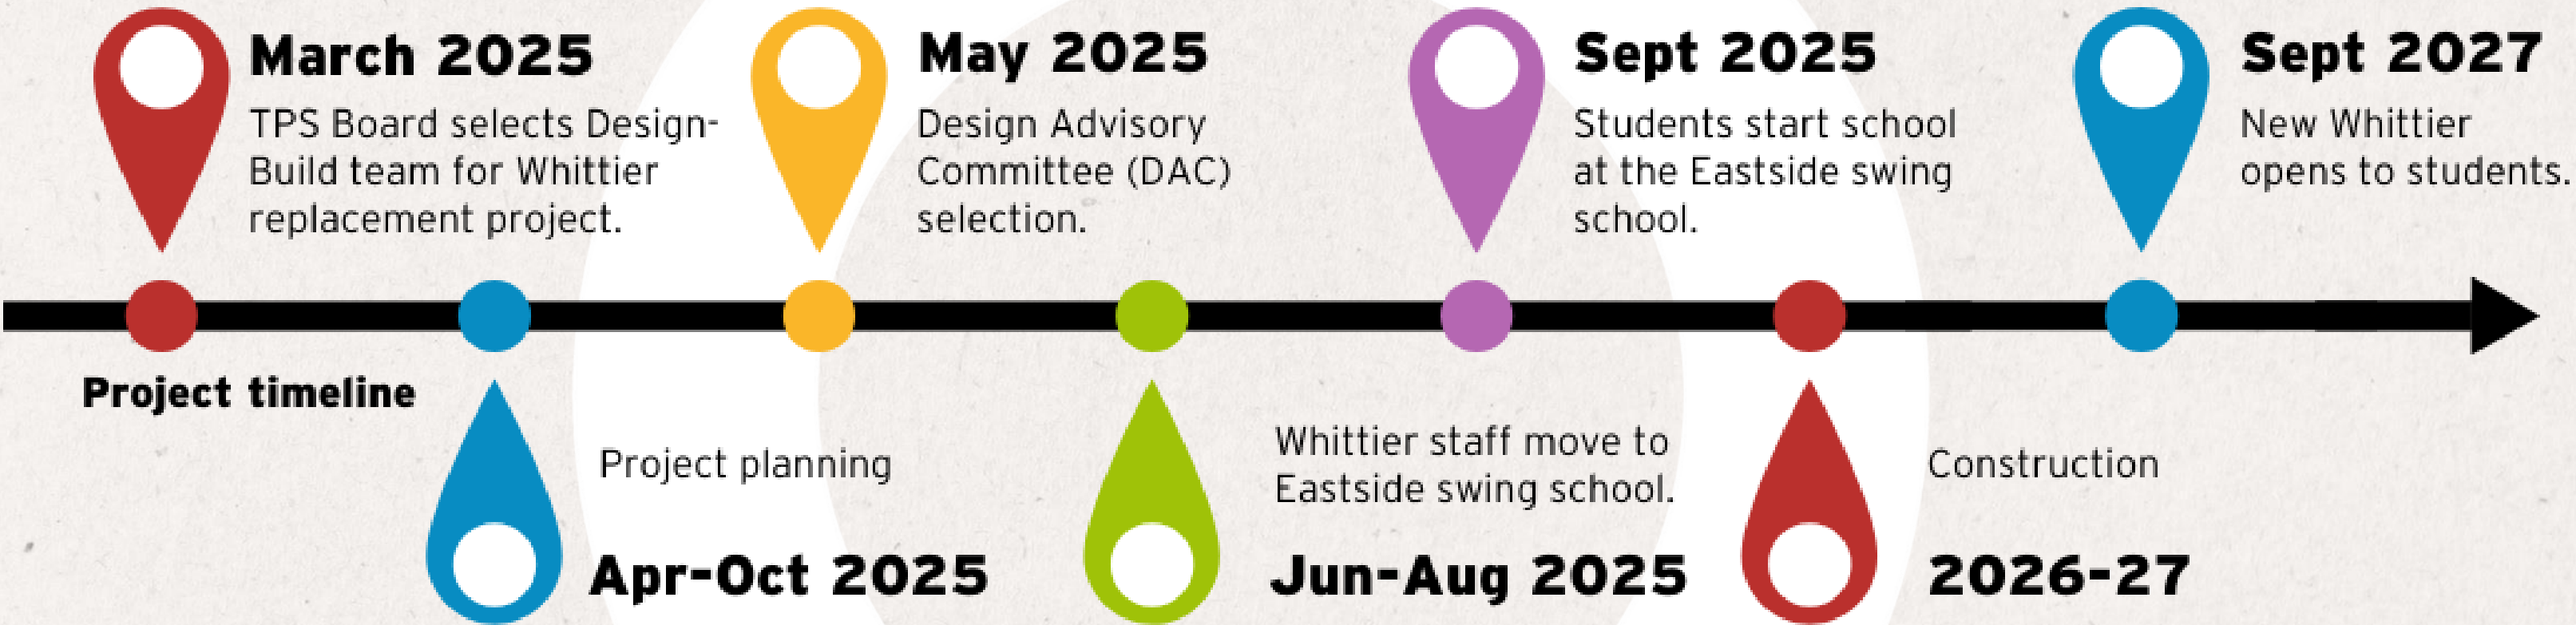 March 2025
TPS Board selects Design-
Build team for Whittier
replacement project.
May 2025
Design Advisory
Committee (DAC)
selection.
Sept 2025
Students start school
at the Eastside swing
school.
Sept 2027
New Whittier
opens to students.
Project timeline
Project planning
Apr-Oct 2025
Whittier staff move to
Eastside swing school.
Jun-Aug 2025
Construction
2026-27